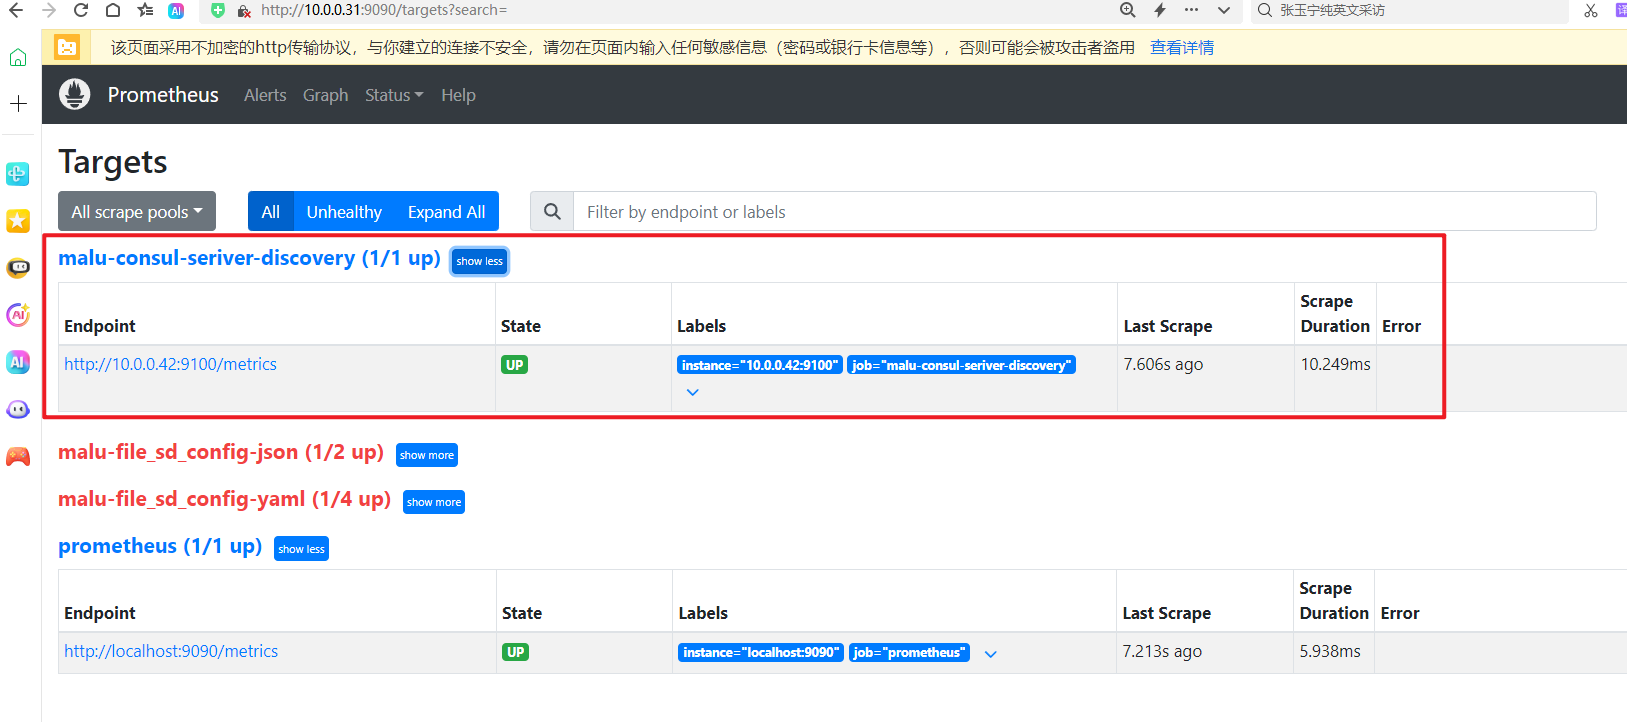 http://10.0.0.31:9090/targets?search=
张玉宁纯英文采访
该页面采用不加密的http传输协议，与你建立的连接不安全，请勿在页面内输入任何敏感信息（密码或银行卡信息等），否则可能会被攻击者盗用 查看详情
Prometheus Alerts Graph Status Help
Targets
All scrape pools All Unhealthy Expand All Filter by endpoint or labels
malu-consul-seriver-discovery (1/1 up) show less
Endpoint State Labels Last Scrape Scrape Duration Error
http://10.0.0.42:9100/metrics UP instance="10.0.0.42:9100" job="malu-consul-seriver-discovery" 7.606s ago 10.249ms
malu-file_sd_config-json (1/2 up) show more
malu-file_sd_config-yaml (1/4 up) show more
prometheus (1/1 up) show less
Endpoint State Labels Last Scrape Scrape Duration Error
http://localhost:9090/metrics UP instance="localhost:9090" job="prometheus" 7.213s ago 5.938ms